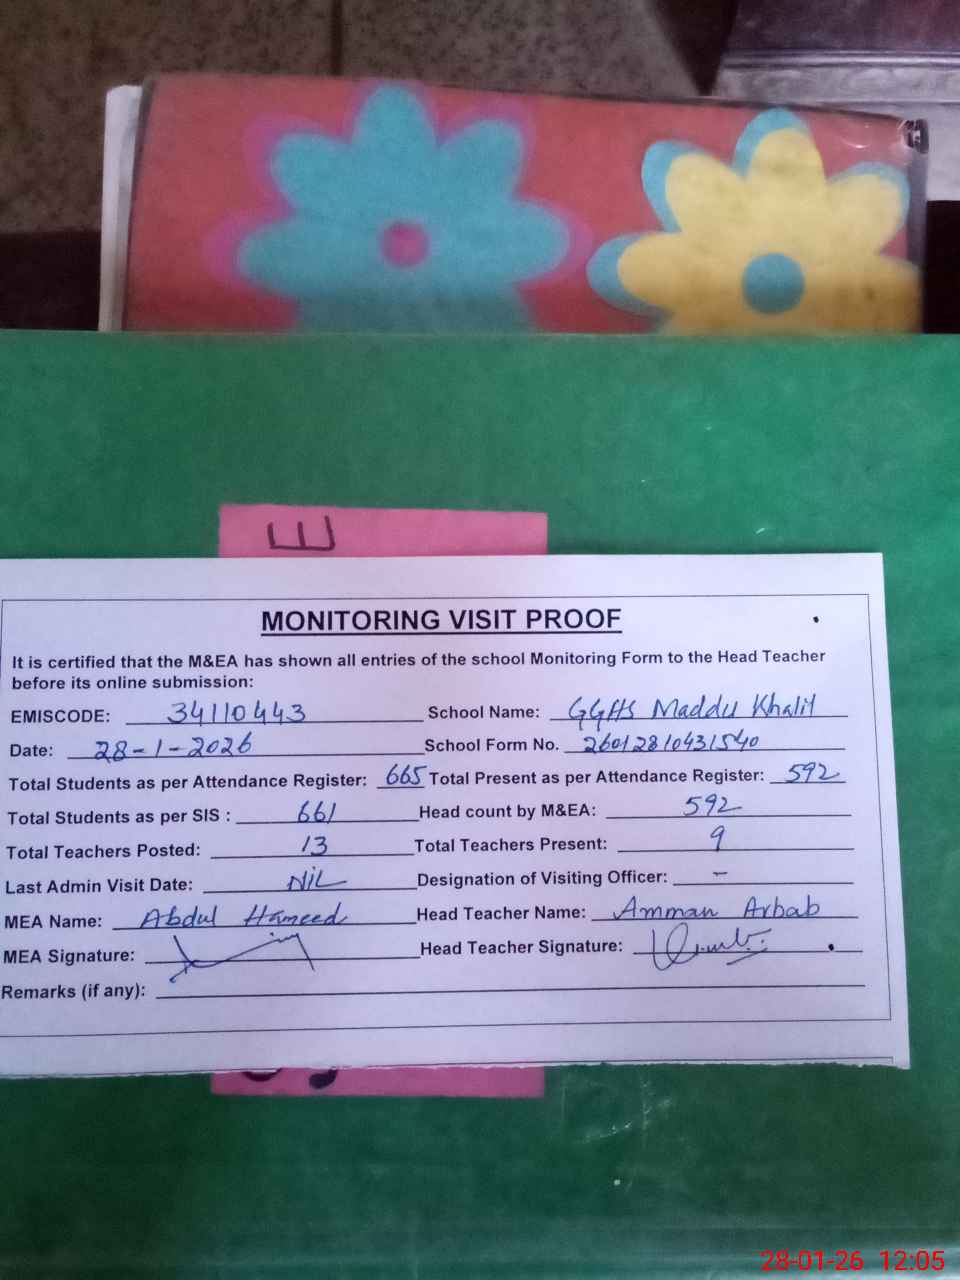 E
MONITORING VISIT PROOF
It is certified that the M&EA has shown all entries of the school Monitoring Form to the Head Teacher
before its online submission:
EMISCODE: 34110443 School Name: GGHS Maddu Khalil
Date: 28-1-2026 School Form No. 26012810431540
Total Students as per Attendance Register: 665 Total Present as per Attendance Register: 592
Total Students as per SIS : 661 Head count by M&EA: 592
Total Teachers Posted: 13 Total Teachers Present: 9
Last Admin Visit Date: NiL Designation of Visiting Officer: -
MEA Name: Abdul Hameed Head Teacher Name: Amman Arbab
MEA Signature: Head Teacher Signature:
Remarks (if any):
28-01-26 12:05